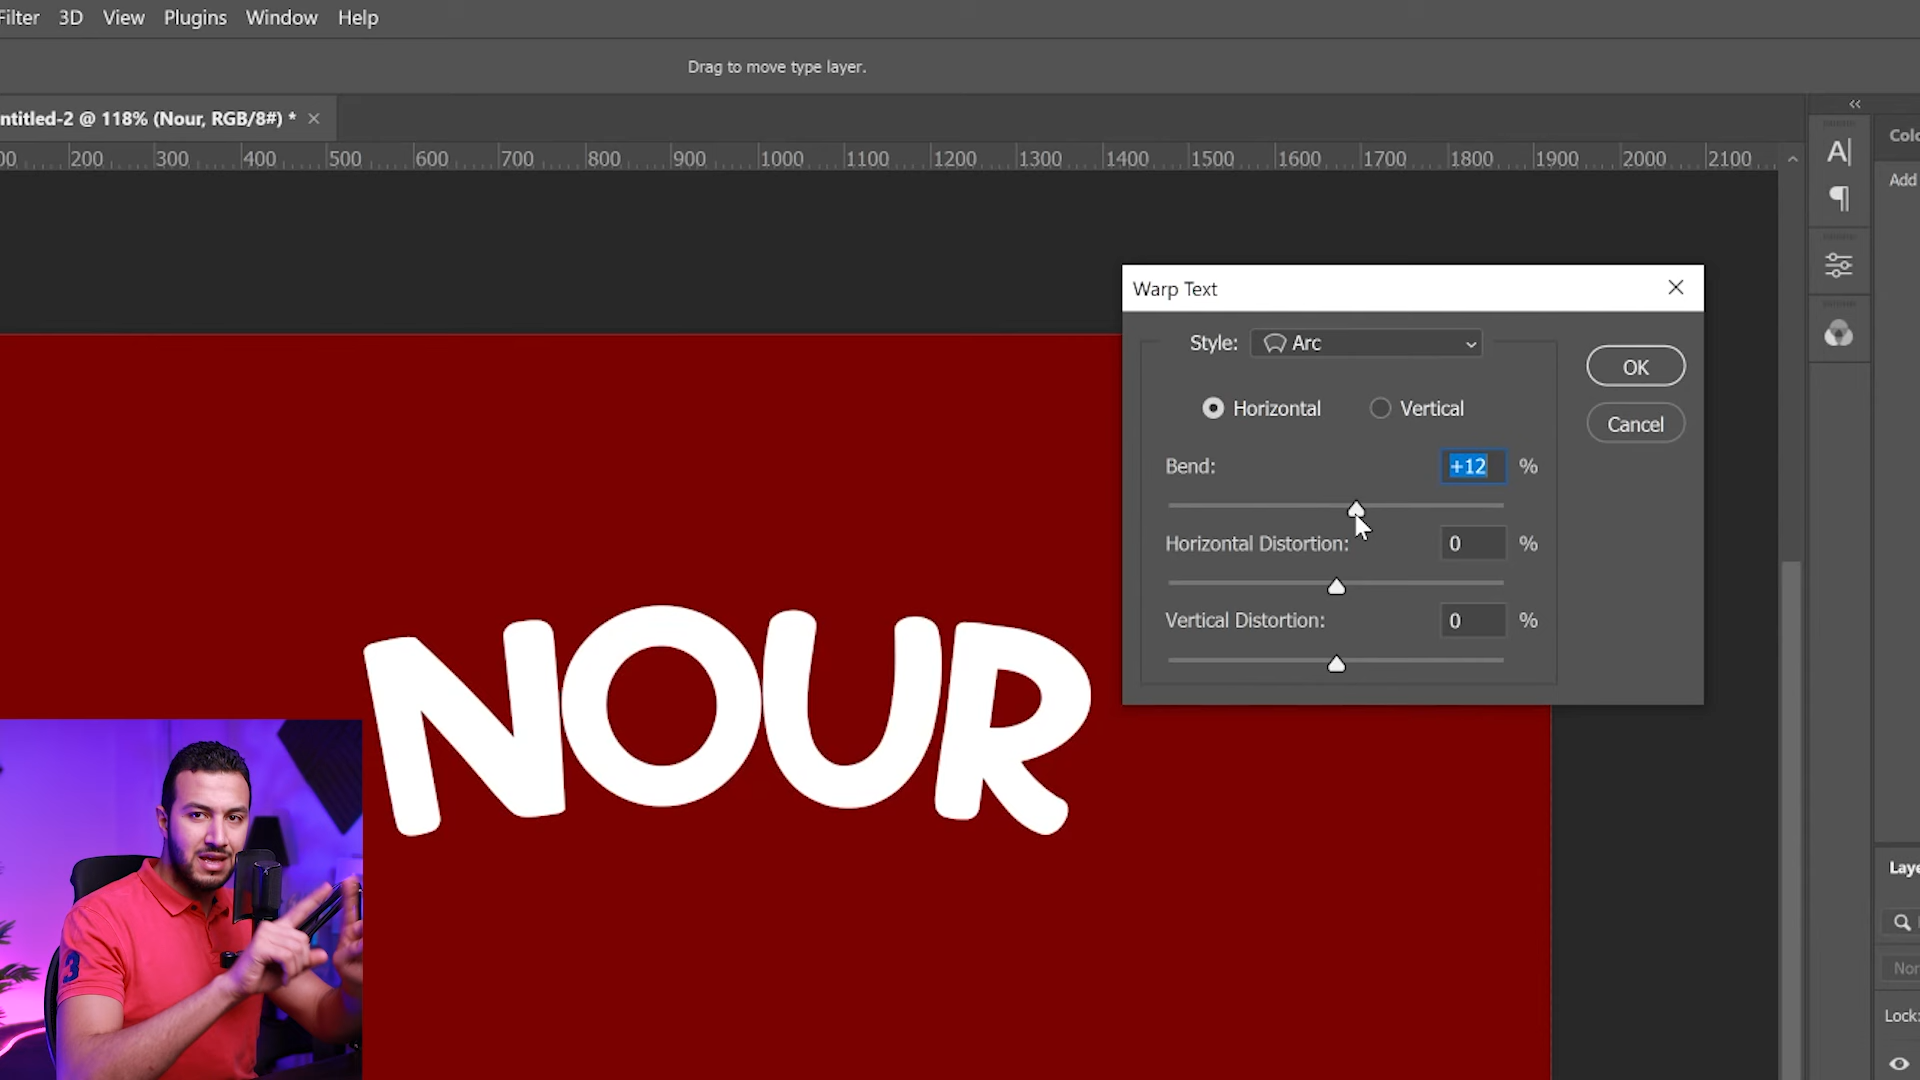 Filter 3D View Plugins Window Help
Drag to move type layer.
ntitled-2 @ 118% (Nour, RGB/8#) * ×
00 200 300 400 500 600 700 800 900 1000 1100 1200 1300 1400 1500 1600 1700 1800 1900 2000 2100
Colo
Add
Warp Text
Style: Arc
OK
Horizontal Vertical
Cancel
Bend: +12 %
Horizontal Distortion: 0 %
Vertical Distortion: 0 %
NOUR
3
Laye
Nor
Lock: